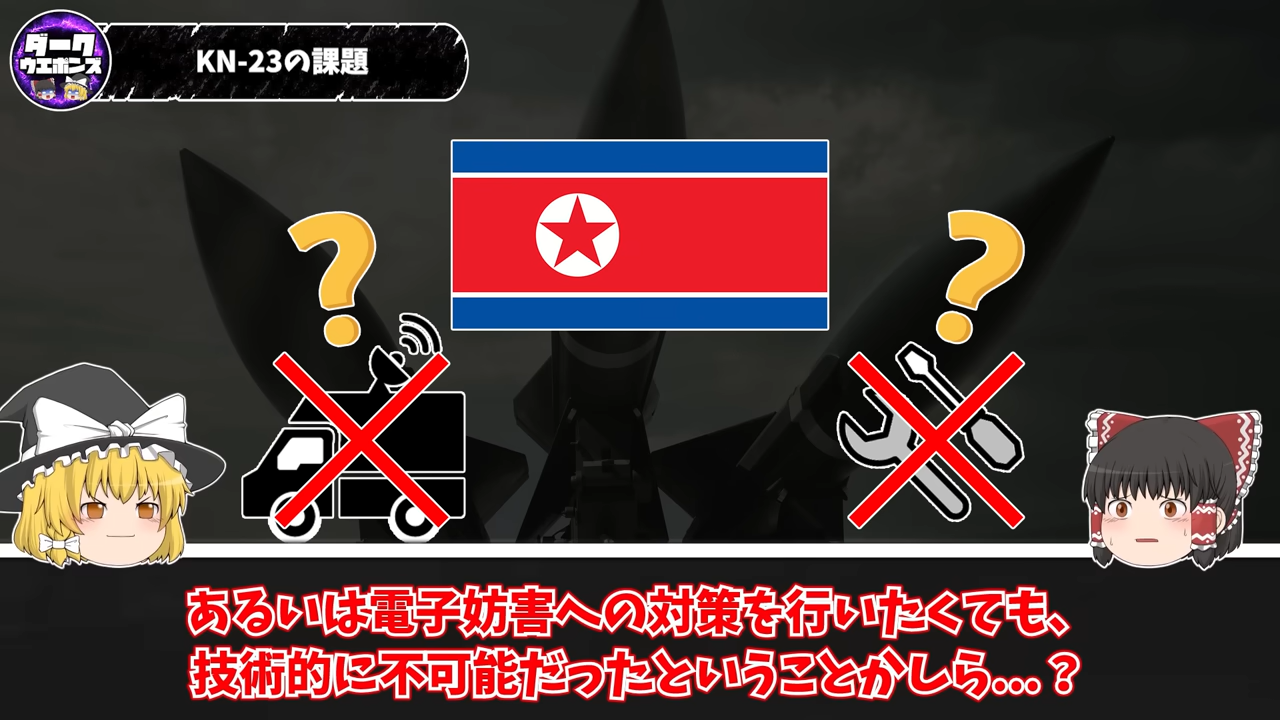 ダーク
ウエポンズ
KN-23の課題
あるいは電子妨害への対策を行いたくても、
技術的に不可能だったということかしら...？